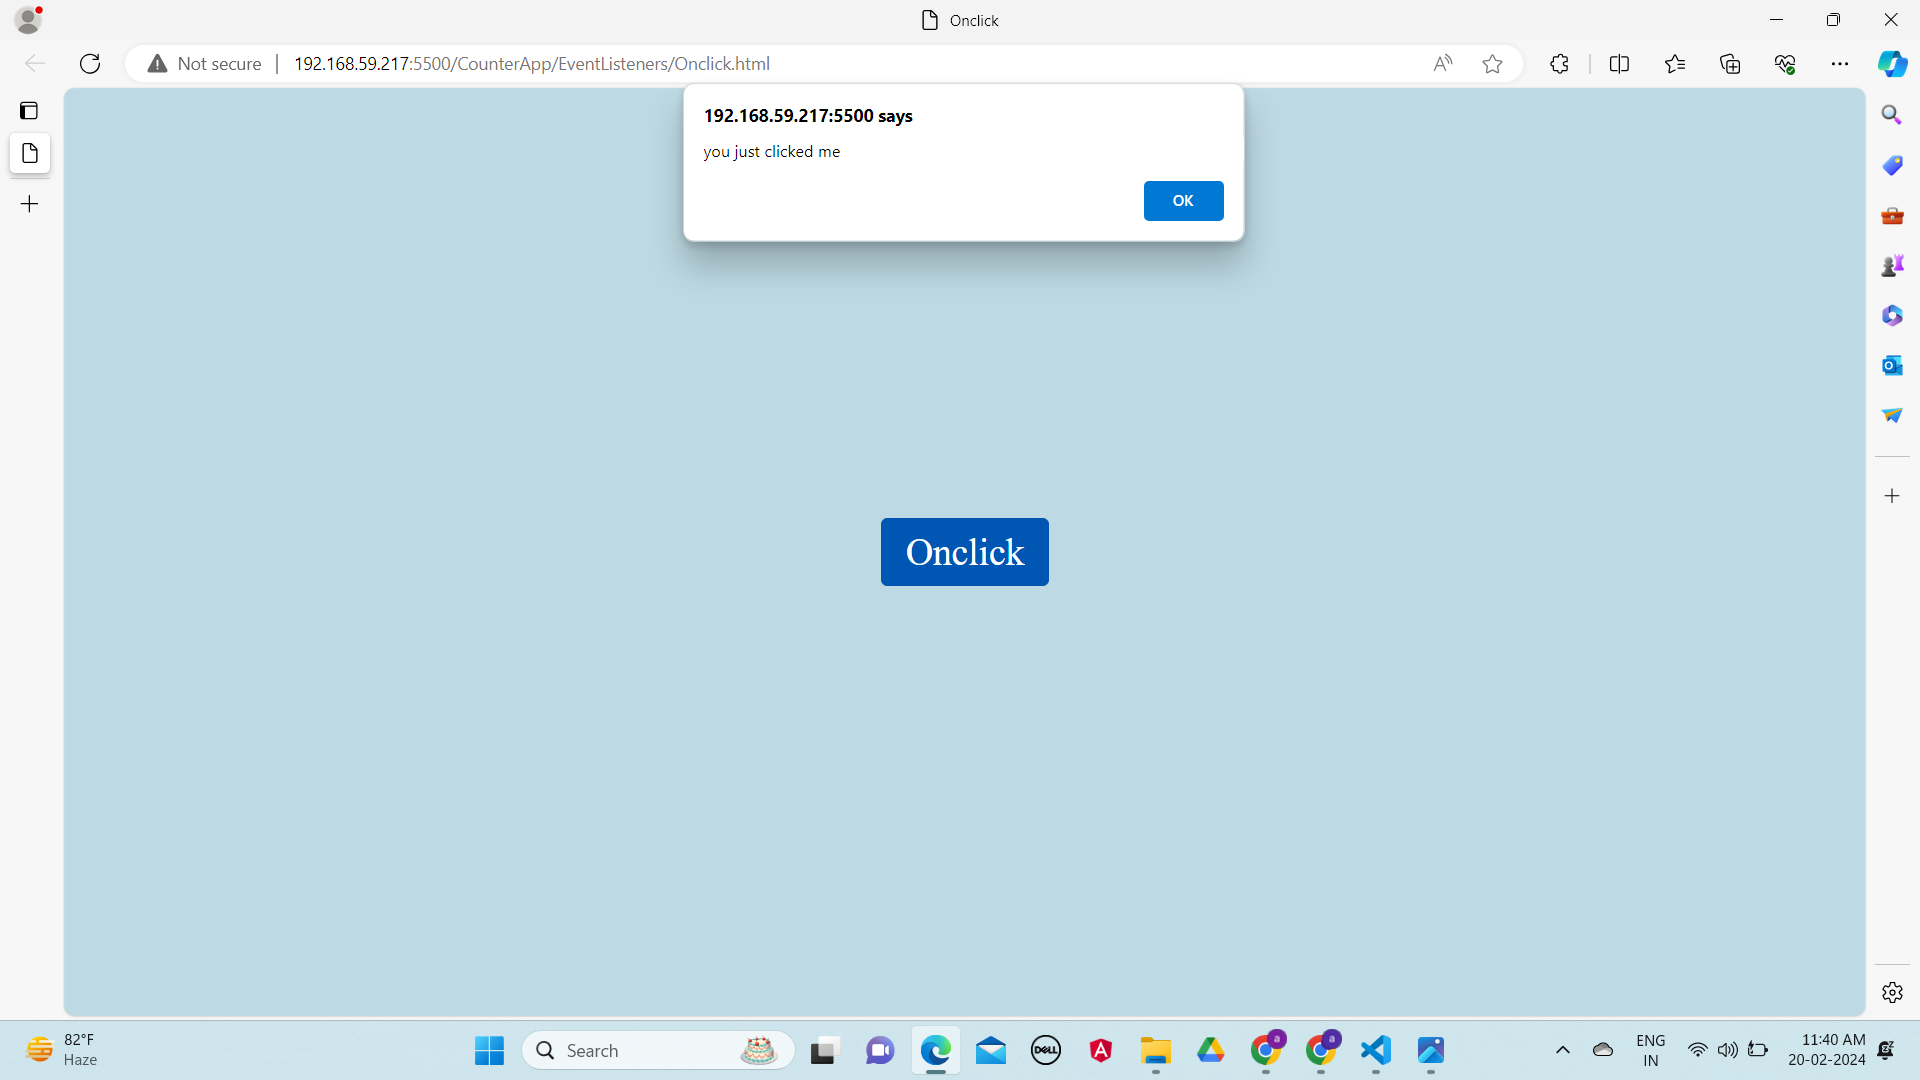 Onclick
Not secure
192.168.59.217:5500/CounterApp/EventListeners/Onclick.html
192.168.59.217:5500 says
you just clicked me
OK
Onclick
82°F
Haze
Search
DELL
a
a
ENG
IN
11:40 AM
20-02-2024